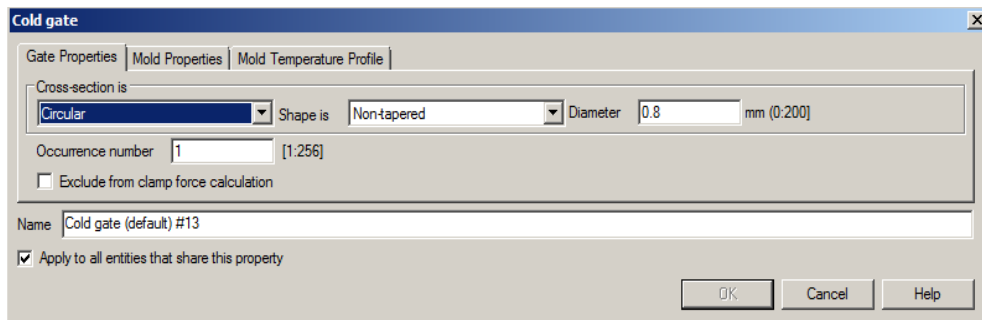 Cold gate
Gate Properties Mold Properties Mold Temperature Profile
Cross-section is
Circular Shape is Non-tapered Diameter 0.8 mm (0:200]
Occurrence number 1 [1:256]
Exclude from clamp force calculation
Name Cold gate (default) #13
Apply to all entities that share this property
OK Cancel Help